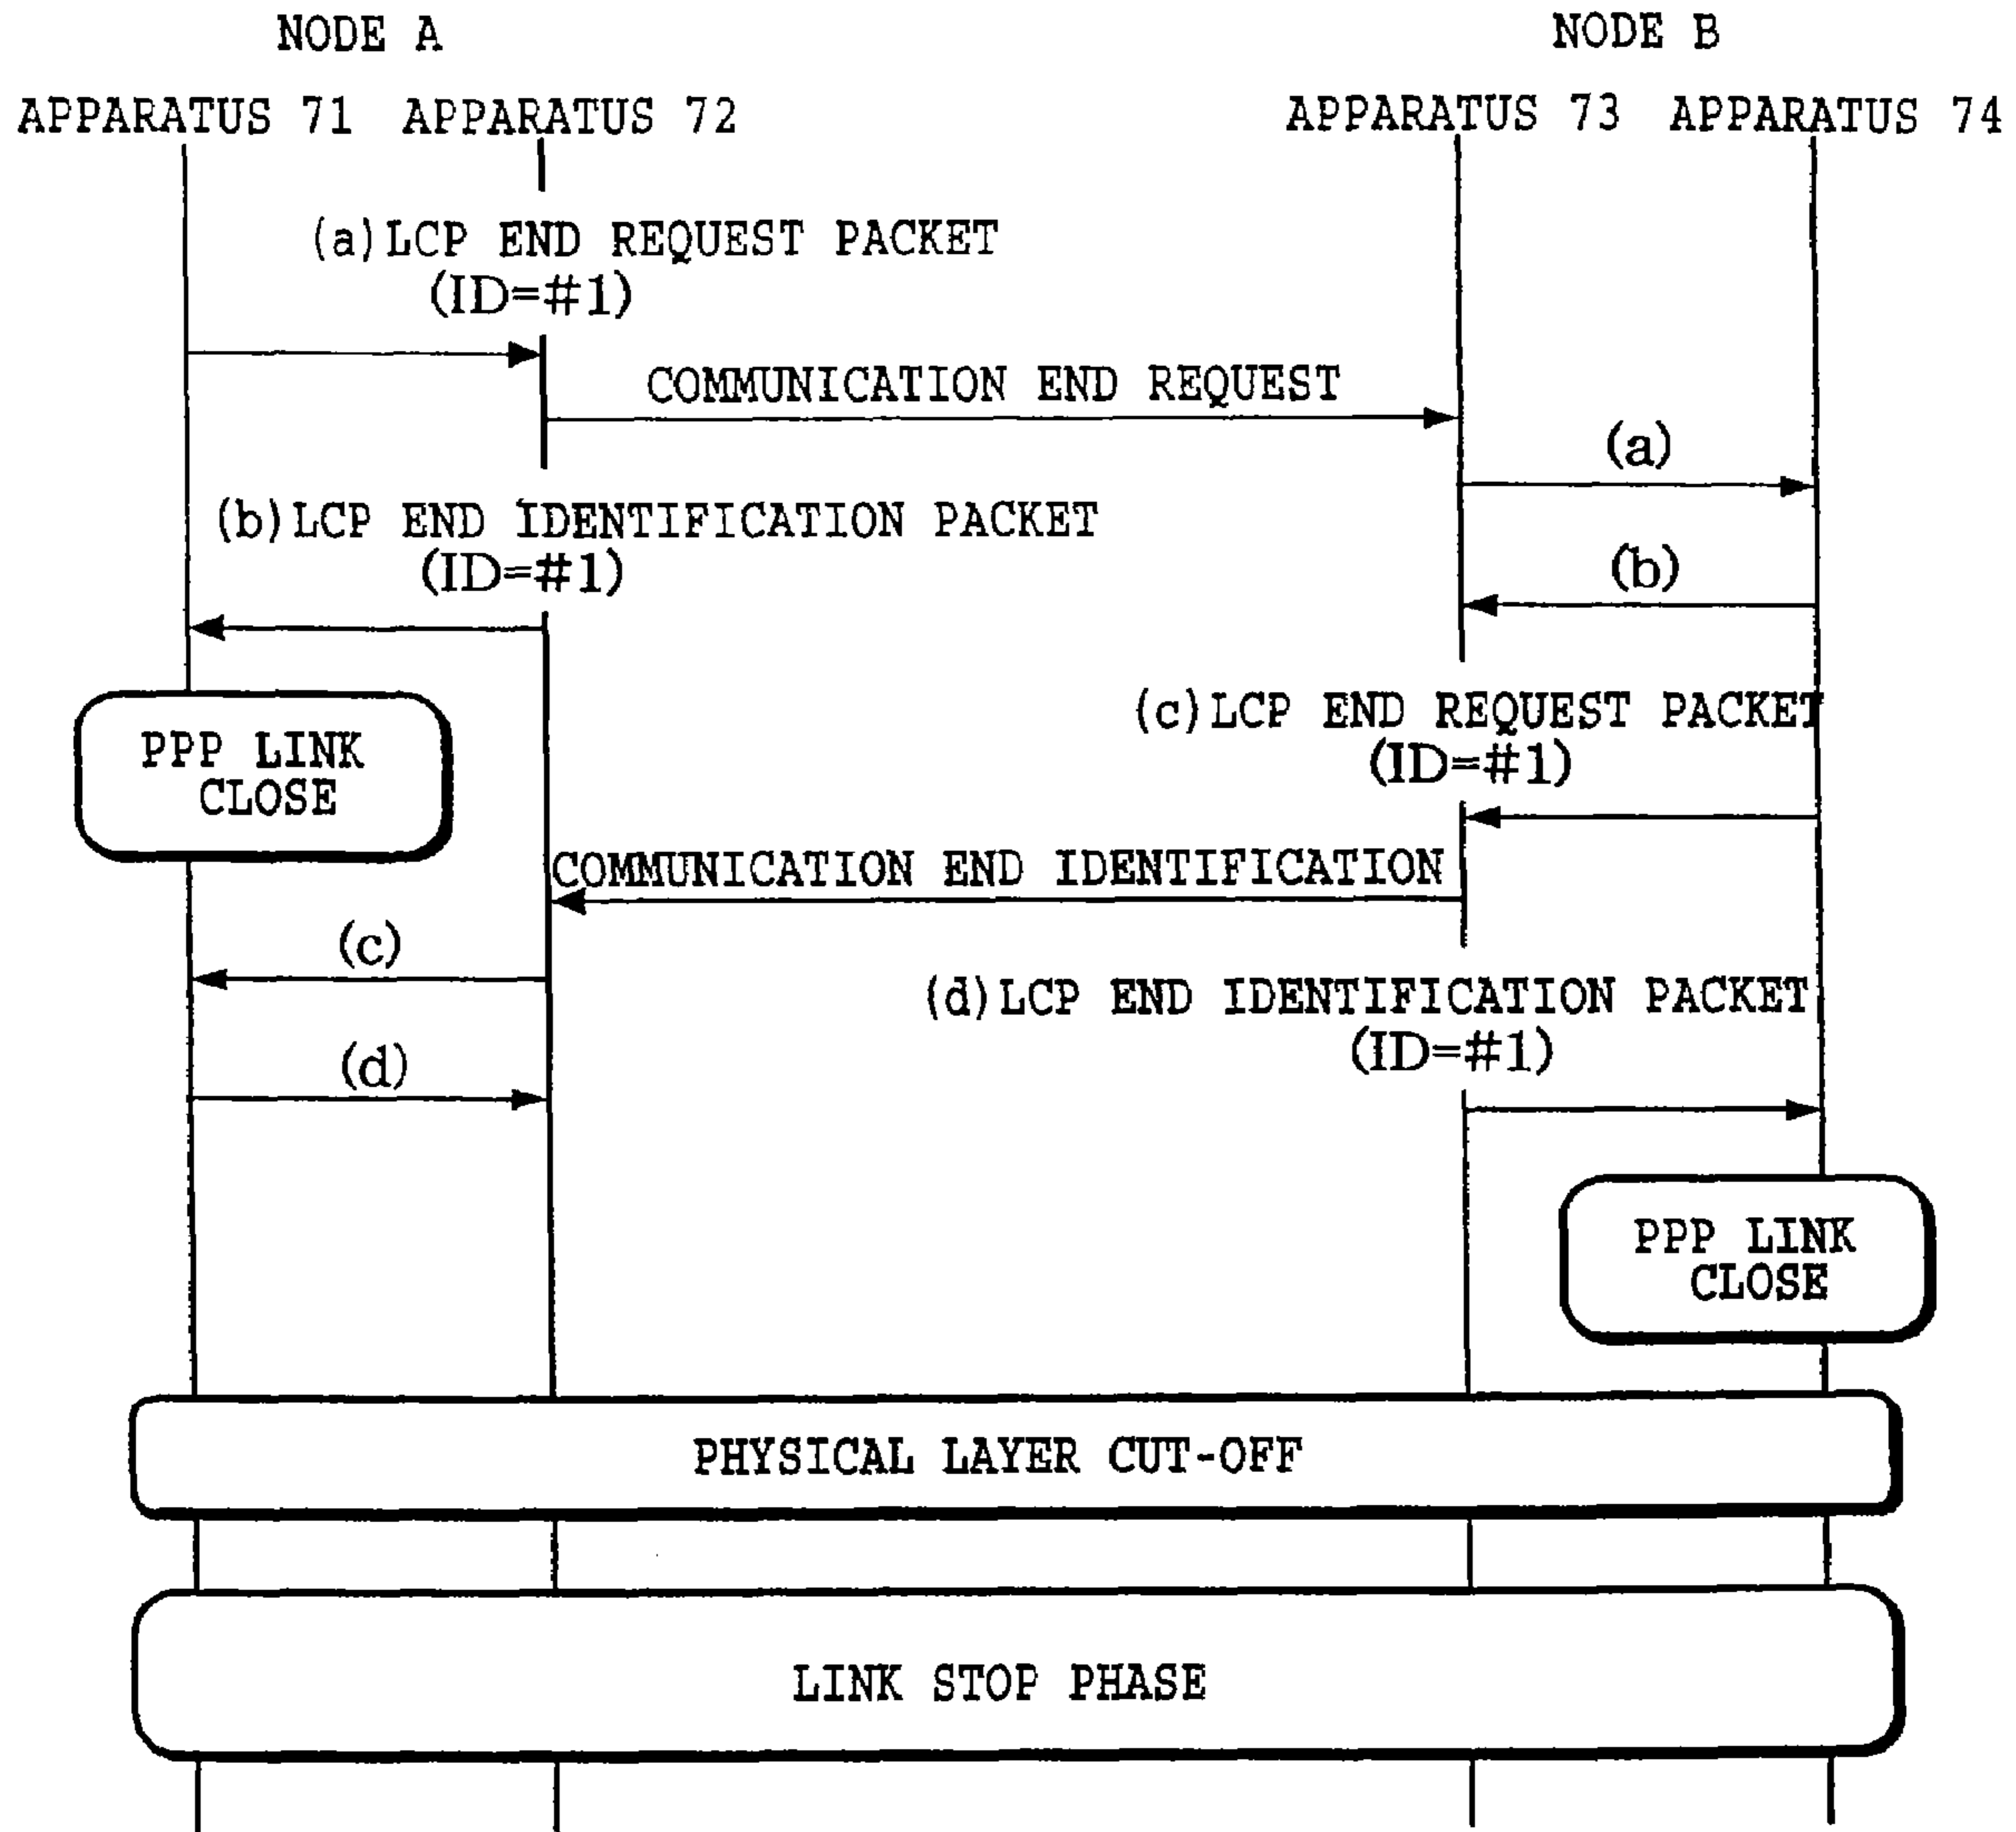 NODE A
NODE B
APPARATUS 71
APPARATUS 72
APPARATUS 73
APPARATUS 74
(a) LCP END REQUEST PACKET
(ID=#1)
COMMUNICATION END REQUEST
(a)
(b) LCP END IDENTIFICATION PACKET
(ID=#1)
(b)
(c) LCP END REQUEST PACKET
(ID=#1)
PPP LINK
CLOSE
COMMUNICATION END IDENTIFICATION
(c)
(d) LCP END IDENTIFICATION PACKET
(ID=#1)
(d)
PPP LINK
CLOSE
PHYSICAL LAYER CUT-OFF
LINK STOP PHASE